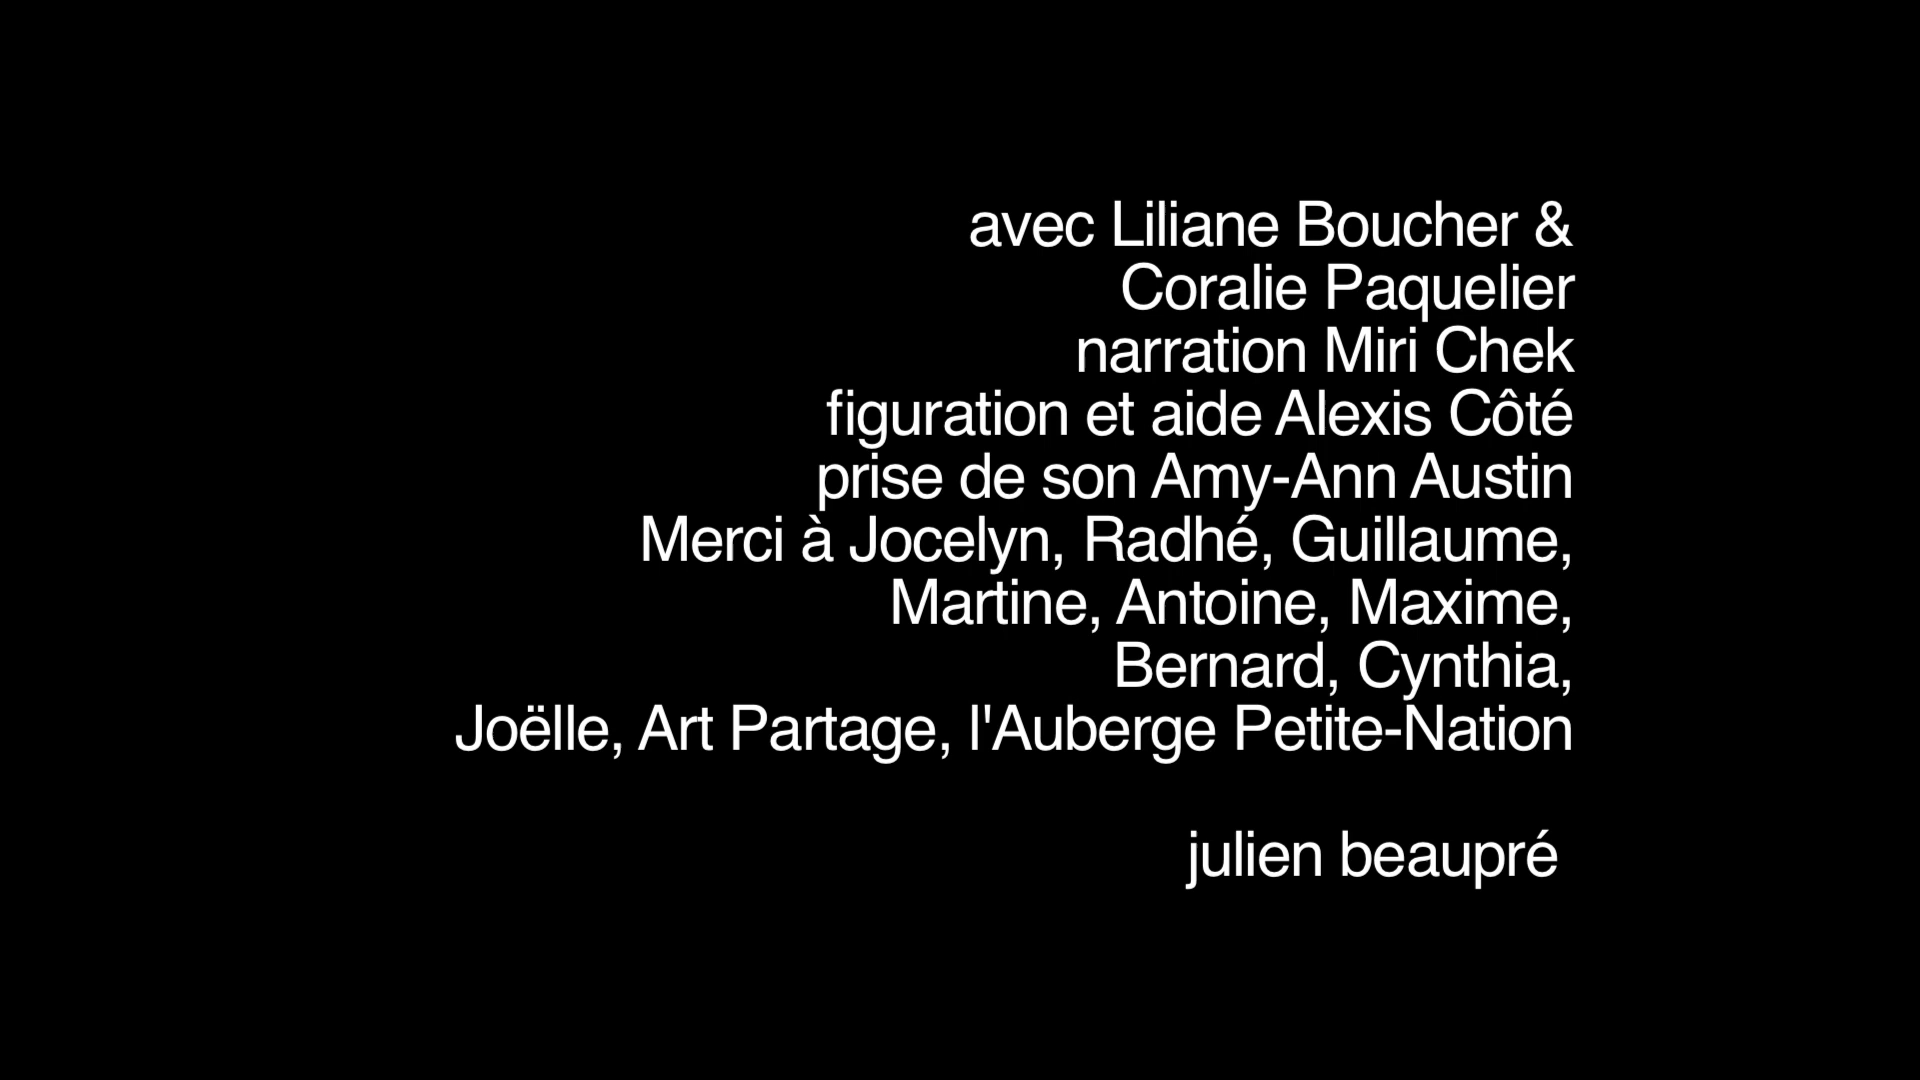 avec Liliane Boucher &
Coralie Paquelier
narration Miri Chek
figuration et aide Alexis Côté
prise de son Amy-Ann Austin
Merci à Jocelyn, Radhé, Guillaume,
Martine, Antoine, Maxime,
Bernard, Cynthia,
Joëlle, Art Partage, l'Auberge Petite-Nation
julien beaupré